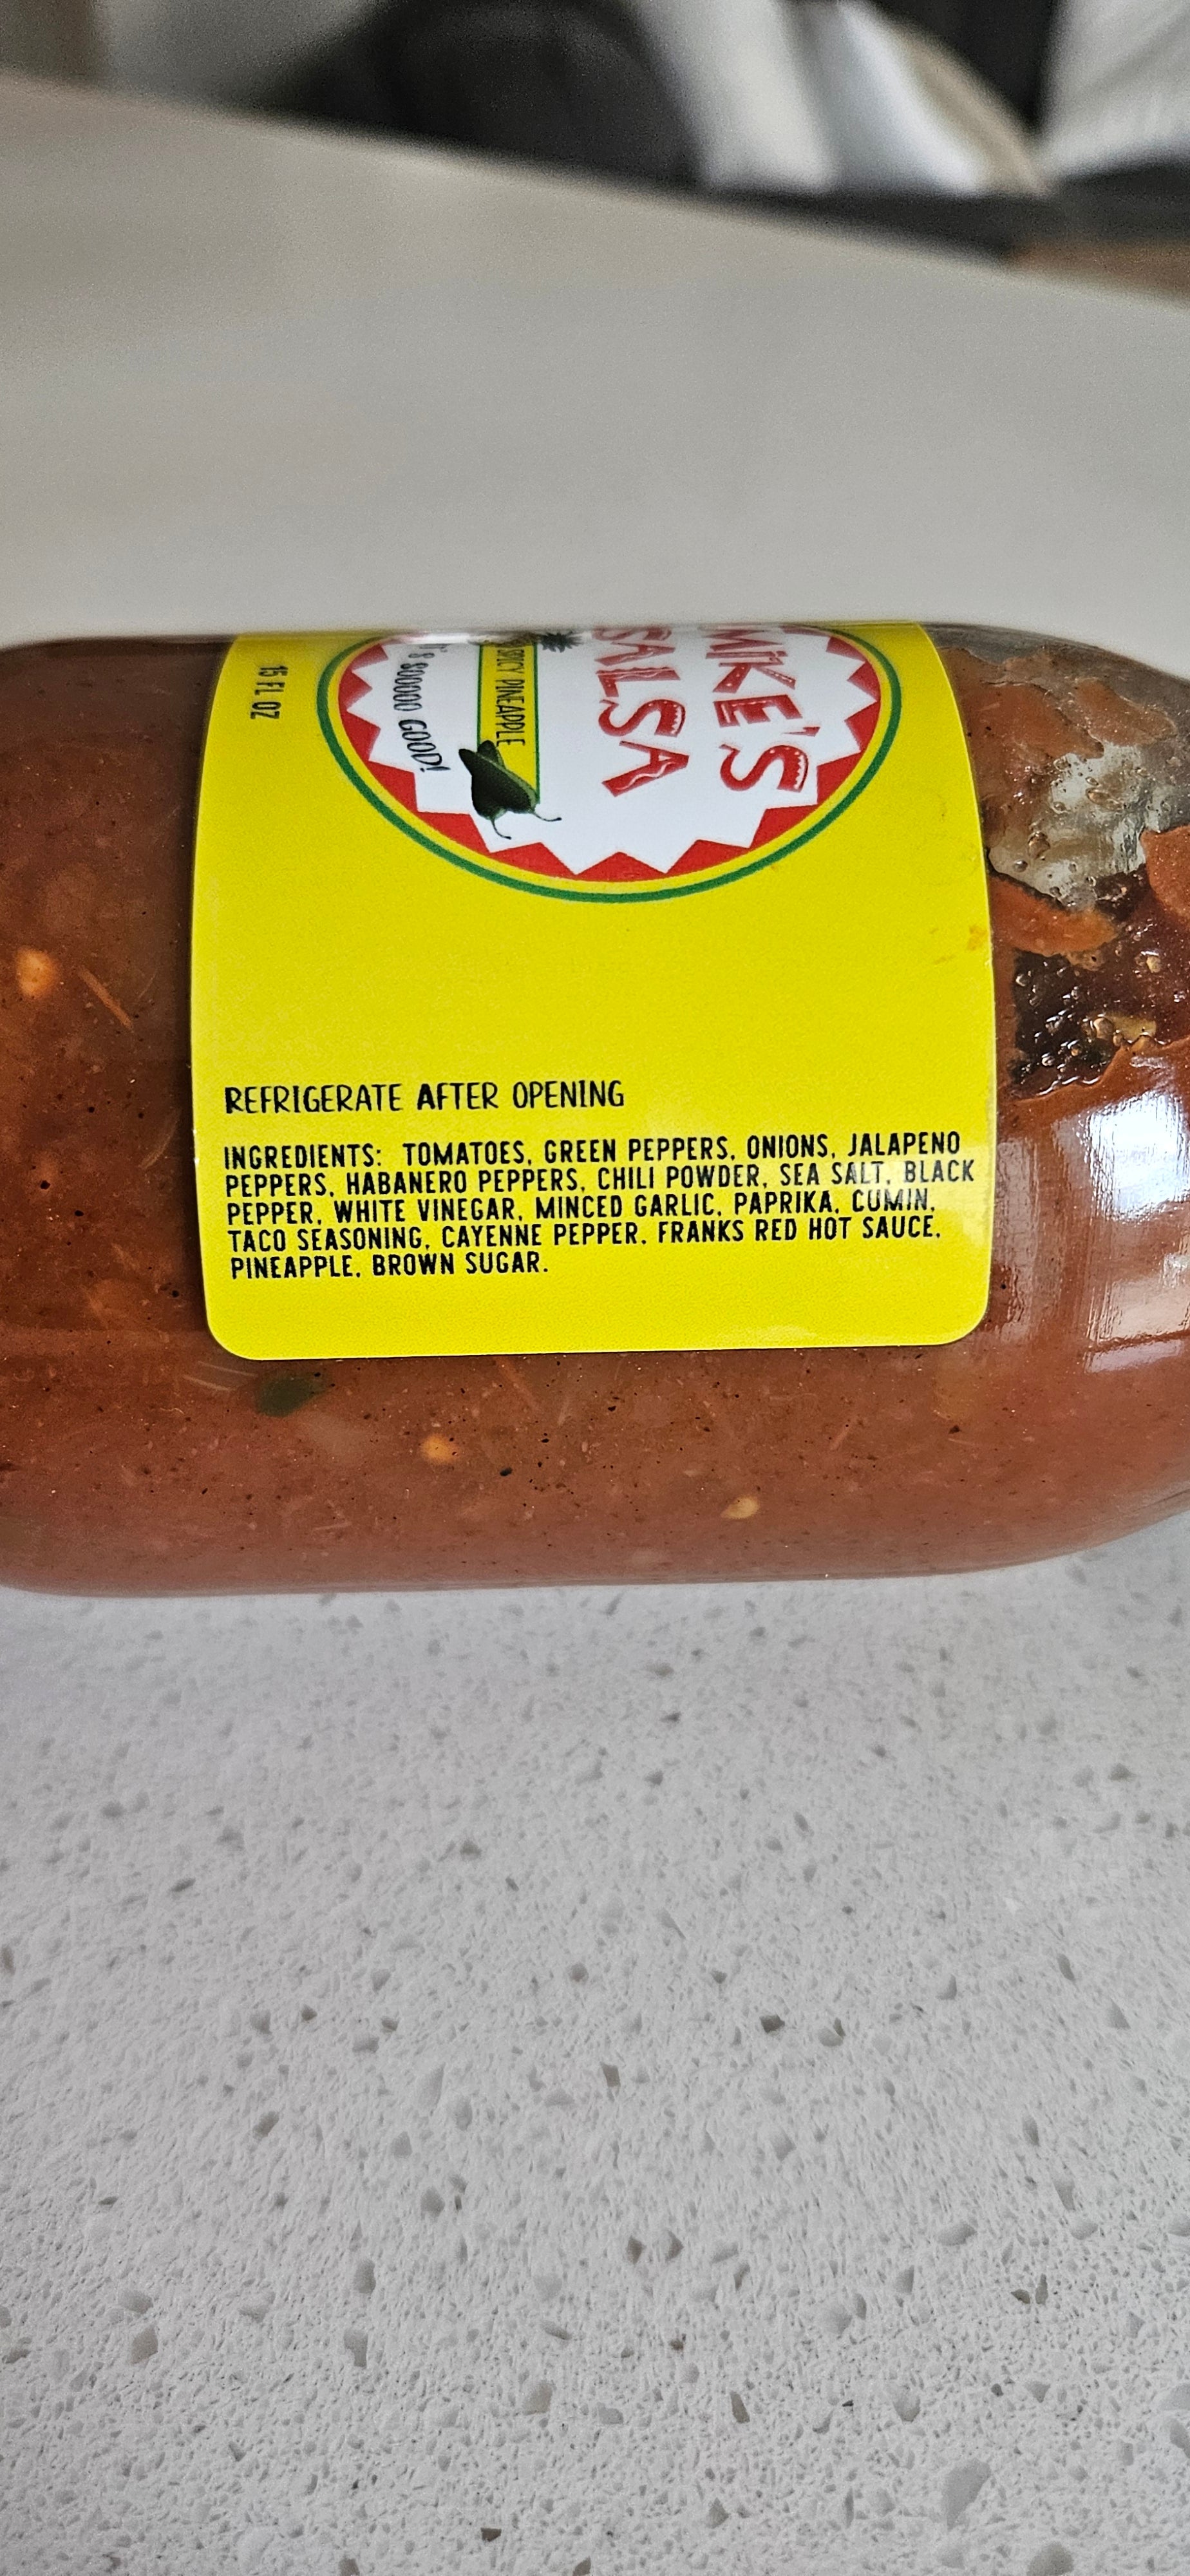 MIKE'S
SALSA
SPICY PINEAPPLE
SOOOOO GOOD!
15 FL OZ
REFRIGERATE AFTER OPENING
INGREDIENTS: TOMATOES, GREEN PEPPERS, ONIONS, JALAPENO
PEPPERS, HABANERO PEPPERS, CHILI POWDER, SEA SALT, BLACK
PEPPER, WHITE VINEGAR, MINCED GARLIC, PAPRIKA, CUMIN,
TACO SEASONING, CAYENNE PEPPER, FRANKS RED HOT SAUCE,
PINEAPPLE, BROWN SUGAR.